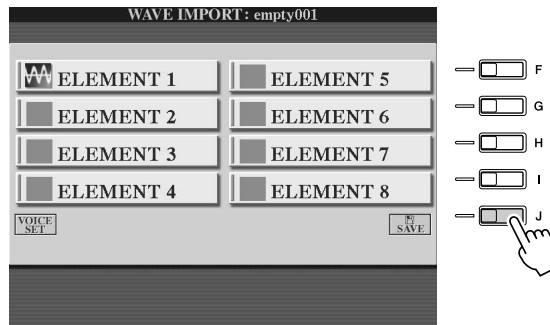 WAVE IMPORT: empty001
ELEMENT 1
ELEMENT 2
ELEMENT 3
ELEMENT 4
ELEMENT 5
ELEMENT 6
ELEMENT 7
ELEMENT 8
VOICE
SET
SAVE
F
G
H
I
J